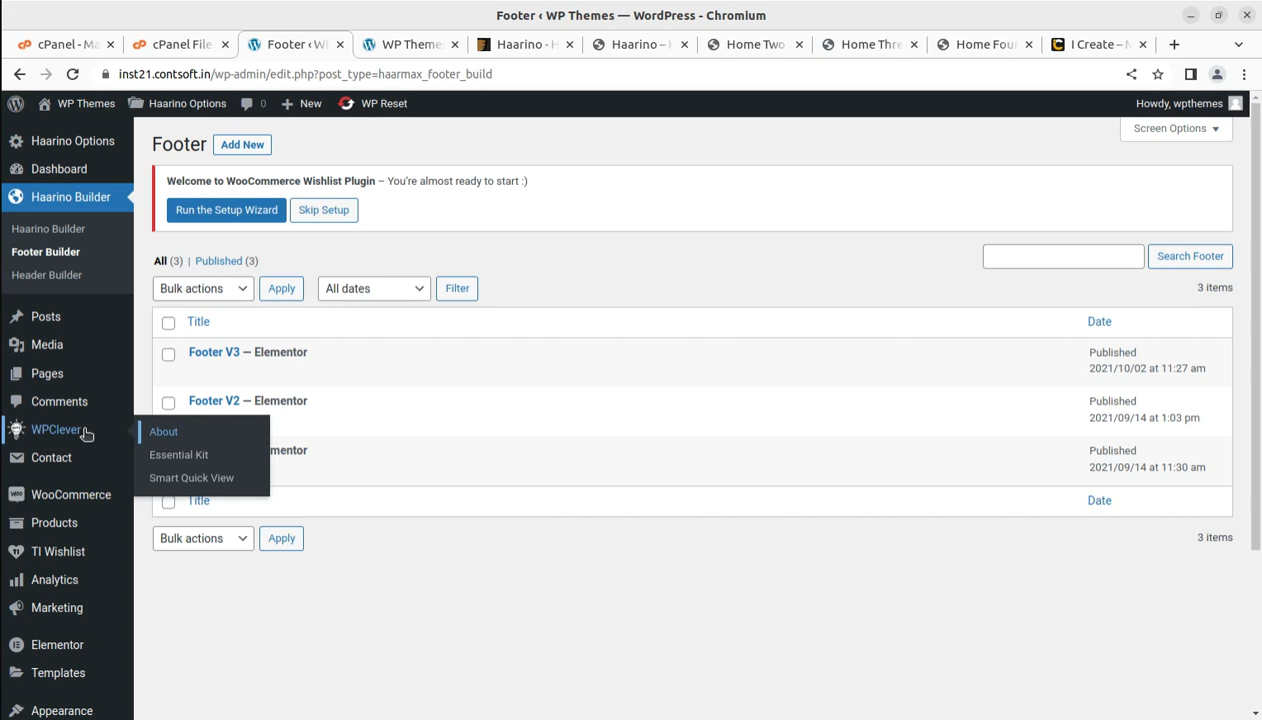 Footer ‹ WP Themes — WordPress - Chromium
cPanel - Ma
cPanel File
Footer ‹ W
WP Theme
Haarino - H
Haarino –
Home Two
Home Thre
Home Fou
I Create –
inst21.contsoft.in/wp-admin/edit.php?post_type=haarmax_footer_build
WP Themes
Haarino Options
0
New
WP Reset
Howdy, wpthemes
Haarino Options
Dashboard
Haarino Builder
Haarino Builder
Footer Builder
Header Builder
Posts
Media
Pages
Comments
WPClever
Contact
WooCommerce
Products
TI Wishlist
Analytics
Marketing
Elementor
Templates
Appearance
About
Essential Kit
Smart Quick View
Screen Options
Footer
Add New
Welcome to WooCommerce Wishlist Plugin – You're almost ready to start :)
Run the Setup Wizard
Skip Setup
All (3) | Published (3)
Search Footer
Bulk actions
Apply
All dates
Filter
3 items
Title
Date
Footer V3 — Elementor
Published
2021/10/02 at 11:27 am
Footer V2 — Elementor
Published
2021/09/14 at 1:03 pm
mentor
Published
2021/09/14 at 11:30 am
Title
Date
Bulk actions
Apply
3 items